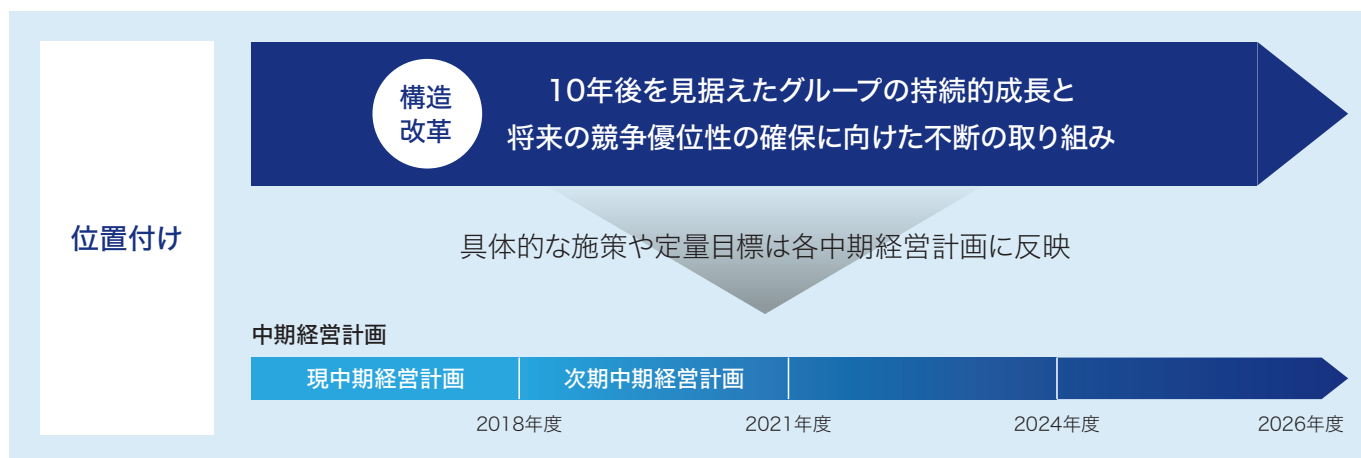 位置付け
構造
改革
10年後を見据えたグループの持続的成長と
将来の競争優位性の確保に向けた不断の取り組み
具体的な施策や定量目標は各中期経営計画に反映
中期経営計画
現中期経営計画
次期中期経営計画
2018年度
2021年度
2024年度
2026年度